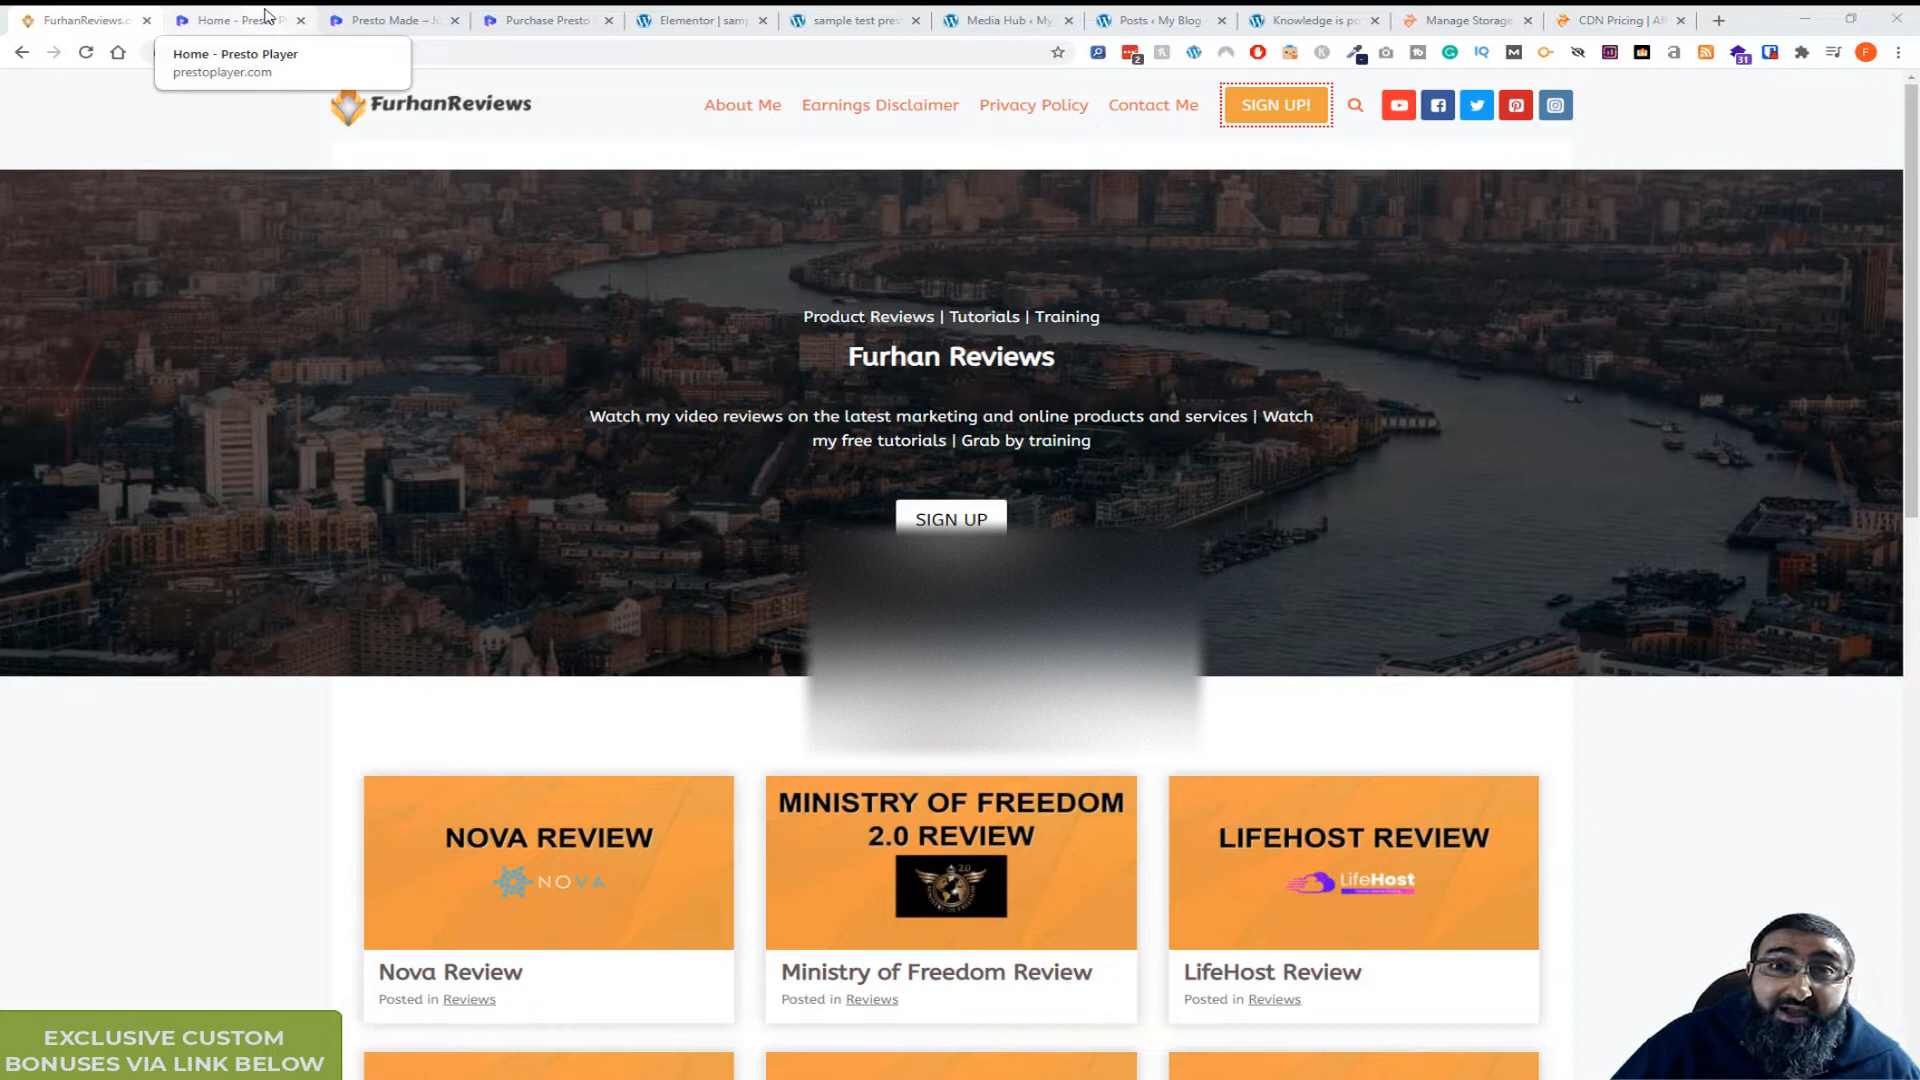 FurhanReviews.c
Home - Presto P
Presto Made – Ju
Purchase Presto
Elementor | sam
sample test pres
Media Hub ‹ My
Posts ‹ My Blog
Knowledge is po
Manage Storage
CDN Pricing | Af
Home - Presto Player
prestoplayer.com
FurhanReviews
About Me
Earnings Disclaimer
Privacy Policy
Contact Me
SIGN UP!
Product Reviews | Tutorials | Training
Furhan Reviews
Watch my video reviews on the latest marketing and online products and services | Watch
my free tutorials | Grab by training
SIGN UP
NOVA REVIEW
NOVA
MINISTRY OF FREEDOM
2.0 REVIEW
2.0
LIFEHOST REVIEW
LifeHost
Nova Review
Posted in Reviews
Ministry of Freedom Review
Posted in Reviews
LifeHost Review
Posted in Reviews
EXCLUSIVE CUSTOM
BONUSES VIA LINK BELOW